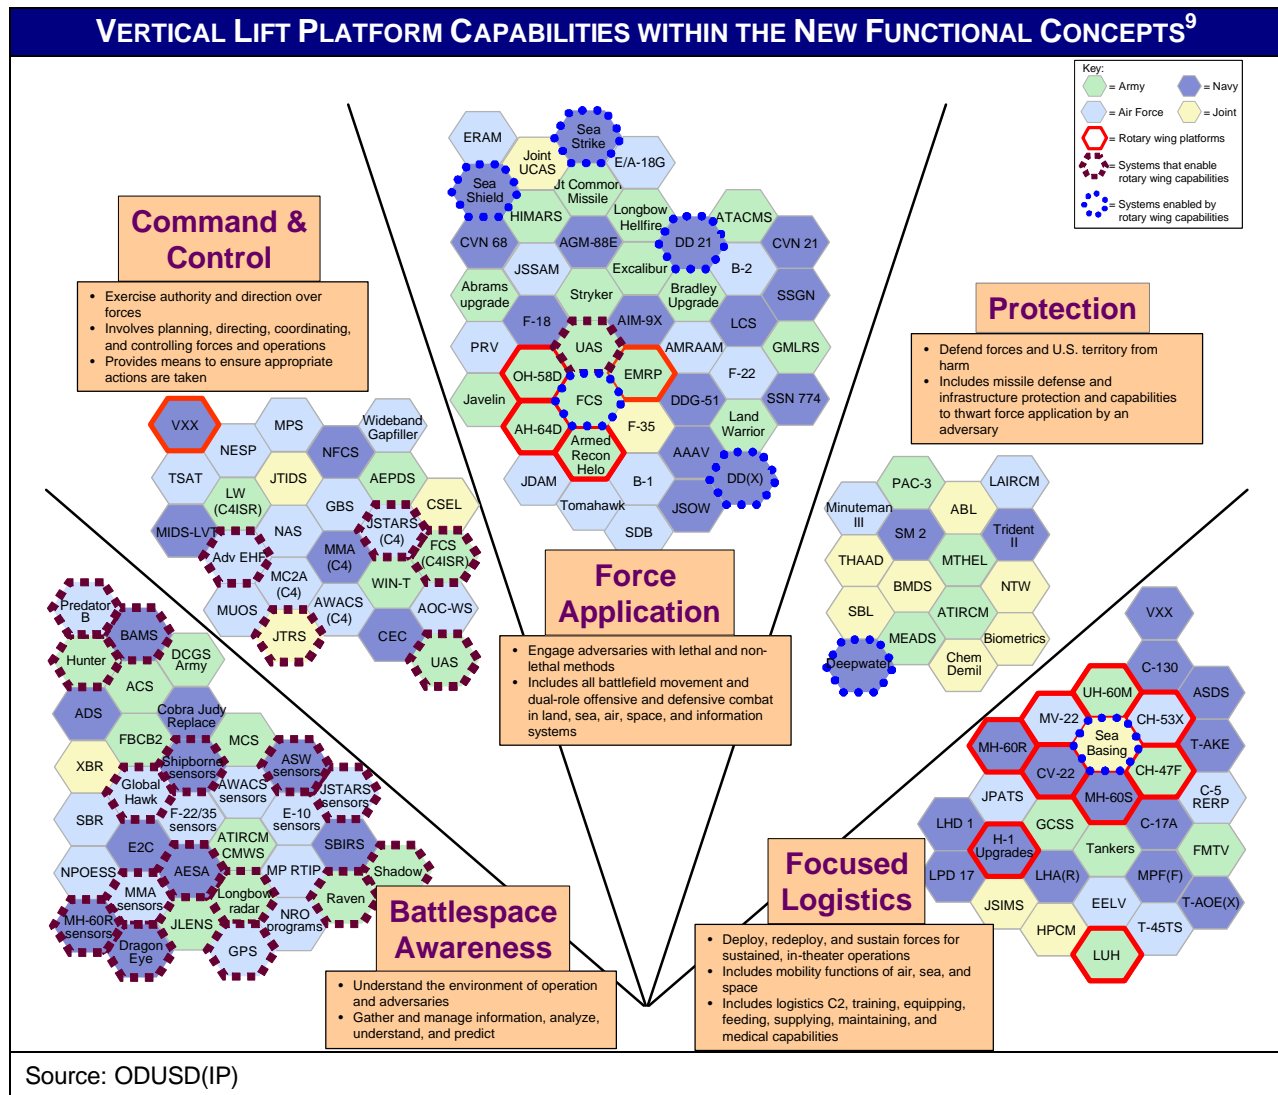 VERTICAL LIFT PLATFORM CAPABILITIES WITHIN THE NEW FUNCTIONAL CONCEPTS9
Key:
= Army
= Navy
= Air Force
= Joint
= Rotary wing platforms
= Systems that enable
rotary wing capabilities
= Systems enabled by
rotary wing capabilities
Command &
Control
• Exercise authority and direction over
forces
• Involves planning, directing, coordinating,
and controlling forces and operations
• Provides means to ensure appropriate
actions are taken
VXX
NESP
MPS
NFCS
Wideband
Gapfiller
TSAT
LW
(C4ISR)
JTIDS
GBS
AEPDS
CSEL
MIDS-LVT
Adv EHF
NAS
MMA
(C4)
JSTARS
(C4)
FCS
(C4ISR)
MC2A
(C4)
WIN-T
MUOS
JTRS
AWACS
(C4)
CEC
AOC-WS
UAS
ERAM
Joint
UCAS
Sea
Strike
E/A-18G
Sea
Shield
HIMARS
Jt Common
Missile
Longbow
Hellfire
ATACMS
CVN 68
JSSAM
AGM-88E
Excalibur
DD 21
B-2
CVN 21
Abrams
upgrade
Stryker
Bradley
Upgrade
SSGN
F-18
AIM-9X
LCS
PRV
UAS
AMRAAM
GMLRS
OH-58D
EMRP
F-22
Javelin
FCS
DDG-51
SSN 774
AH-64D
F-35
Land
Warrior
Armed
Recon
Helo
AAAV
JDAM
B-1
DD(X)
Tomahawk
JSOW
SDB
Force
Application
• Engage adversaries with lethal and non-
lethal methods
• Includes all battlefield movement and
dual-role offensive and defensive combat
in land, sea, air, space, and information
systems
Protection
• Defend forces and U.S. territory from
harm
• Includes missile defense and
infrastructure protection and capabilities
to thwart force application by an
adversary
PAC-3
LAIRCM
Minuteman
III
ABL
SM 2
Trident
II
THAAD
MTHEL
BMDS
NTW
SBL
ATIRCM
MEADS
Biometrics
Deepwater
Chem
Demil
Predator
B
BAMS
Hunter
DCGS
Army
ACS
ADS
Cobra Judy
Replace
FBCB2
MCS
XBR
Shipborne
sensors
ASW
sensors
Global
Hawk
AWACS
sensors
JSTARS
sensors
SBR
F-22/35
sensors
E-10
sensors
E2C
ATIRCM
CMWS
SBIRS
NPOESS
AESA
MP RTIP
Shadow
MMA
sensors
Longbow
radar
Raven
MH-60R
sensors
JLENS
NRO
programs
Dragon
Eye
GPS
Battlespace
Awareness
• Understand the environment of operation
and adversaries
• Gather and manage information, analyze,
understand, and predict
VXX
C-130
UH-60M
ASDS
MV-22
CH-53X
MH-60R
Sea
Basing
T-AKE
CV-22
CH-47F
JPATS
MH-60S
C-5
RERP
LHD 1
GCSS
C-17A
H-1
Upgrades
Tankers
FMTV
LPD 17
LHA(R)
MPF(F)
JSIMS
EELV
T-AOE(X)
HPCM
T-45TS
LUH
Focused
Logistics
• Deploy, redeploy, and sustain forces for
sustained, in-theater operations
• Includes mobility functions of air, sea, and
space
• Includes logistics C2, training, equipping,
feeding, supplying, maintaining, and
medical capabilities
Source: ODUSD(IP)